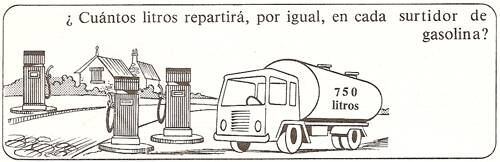 ¿ Cuántos litros repartirá, por igual, en cada surtidor de
gasolina?
750
litros